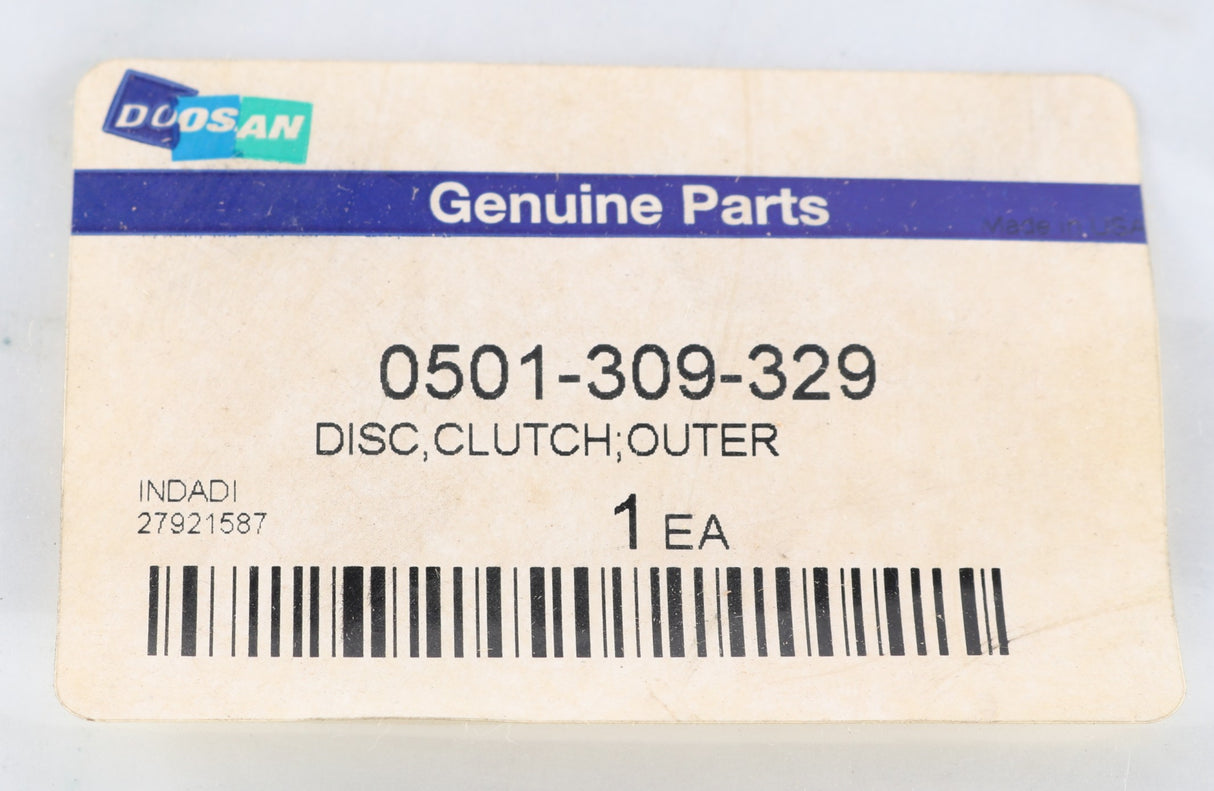 DOOSAN
Genuine Parts
Made in USA
0501-309-329
DISC,CLUTCH;OUTER
INDADI
27921587
1 EA